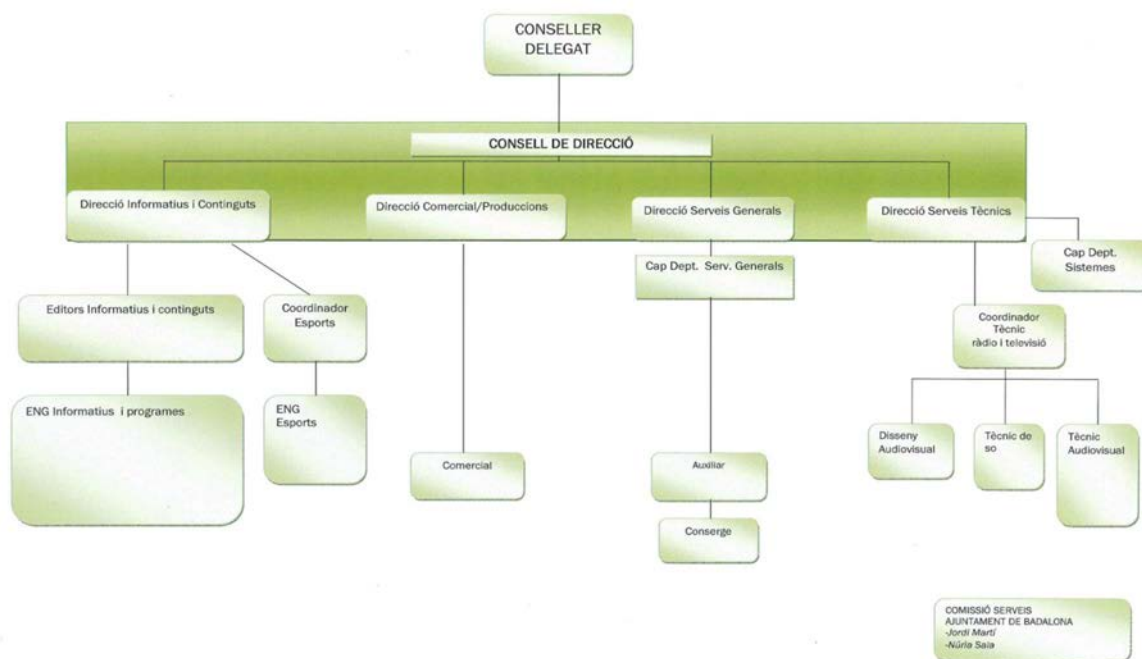 CONSELLER
DELEGAT
CONSELL DE DIRECCIÓ
Direcció Informatius i Continguts
Direcció Comercial/Produccions
Direcció Serveis Generals
Direcció Serveis Tècnics
Cap Dept. Serv. Generals
Cap Dept.
Sistemes
Editors Informatius i continguts
Coordinador
Esports
Coordinador
Tècnic
ràdio i televisió
ENG Informatius i programes
ENG
Esports
Comercial
Auxiliar
Conserge
Disseny
Audiovisual
Tècnic de
so
Tècnic
Audiovisual
COMISSIÓ SERVEIS
AJUNTAMENT DE BADALONA
-Jordi Martí
-Núria Sala